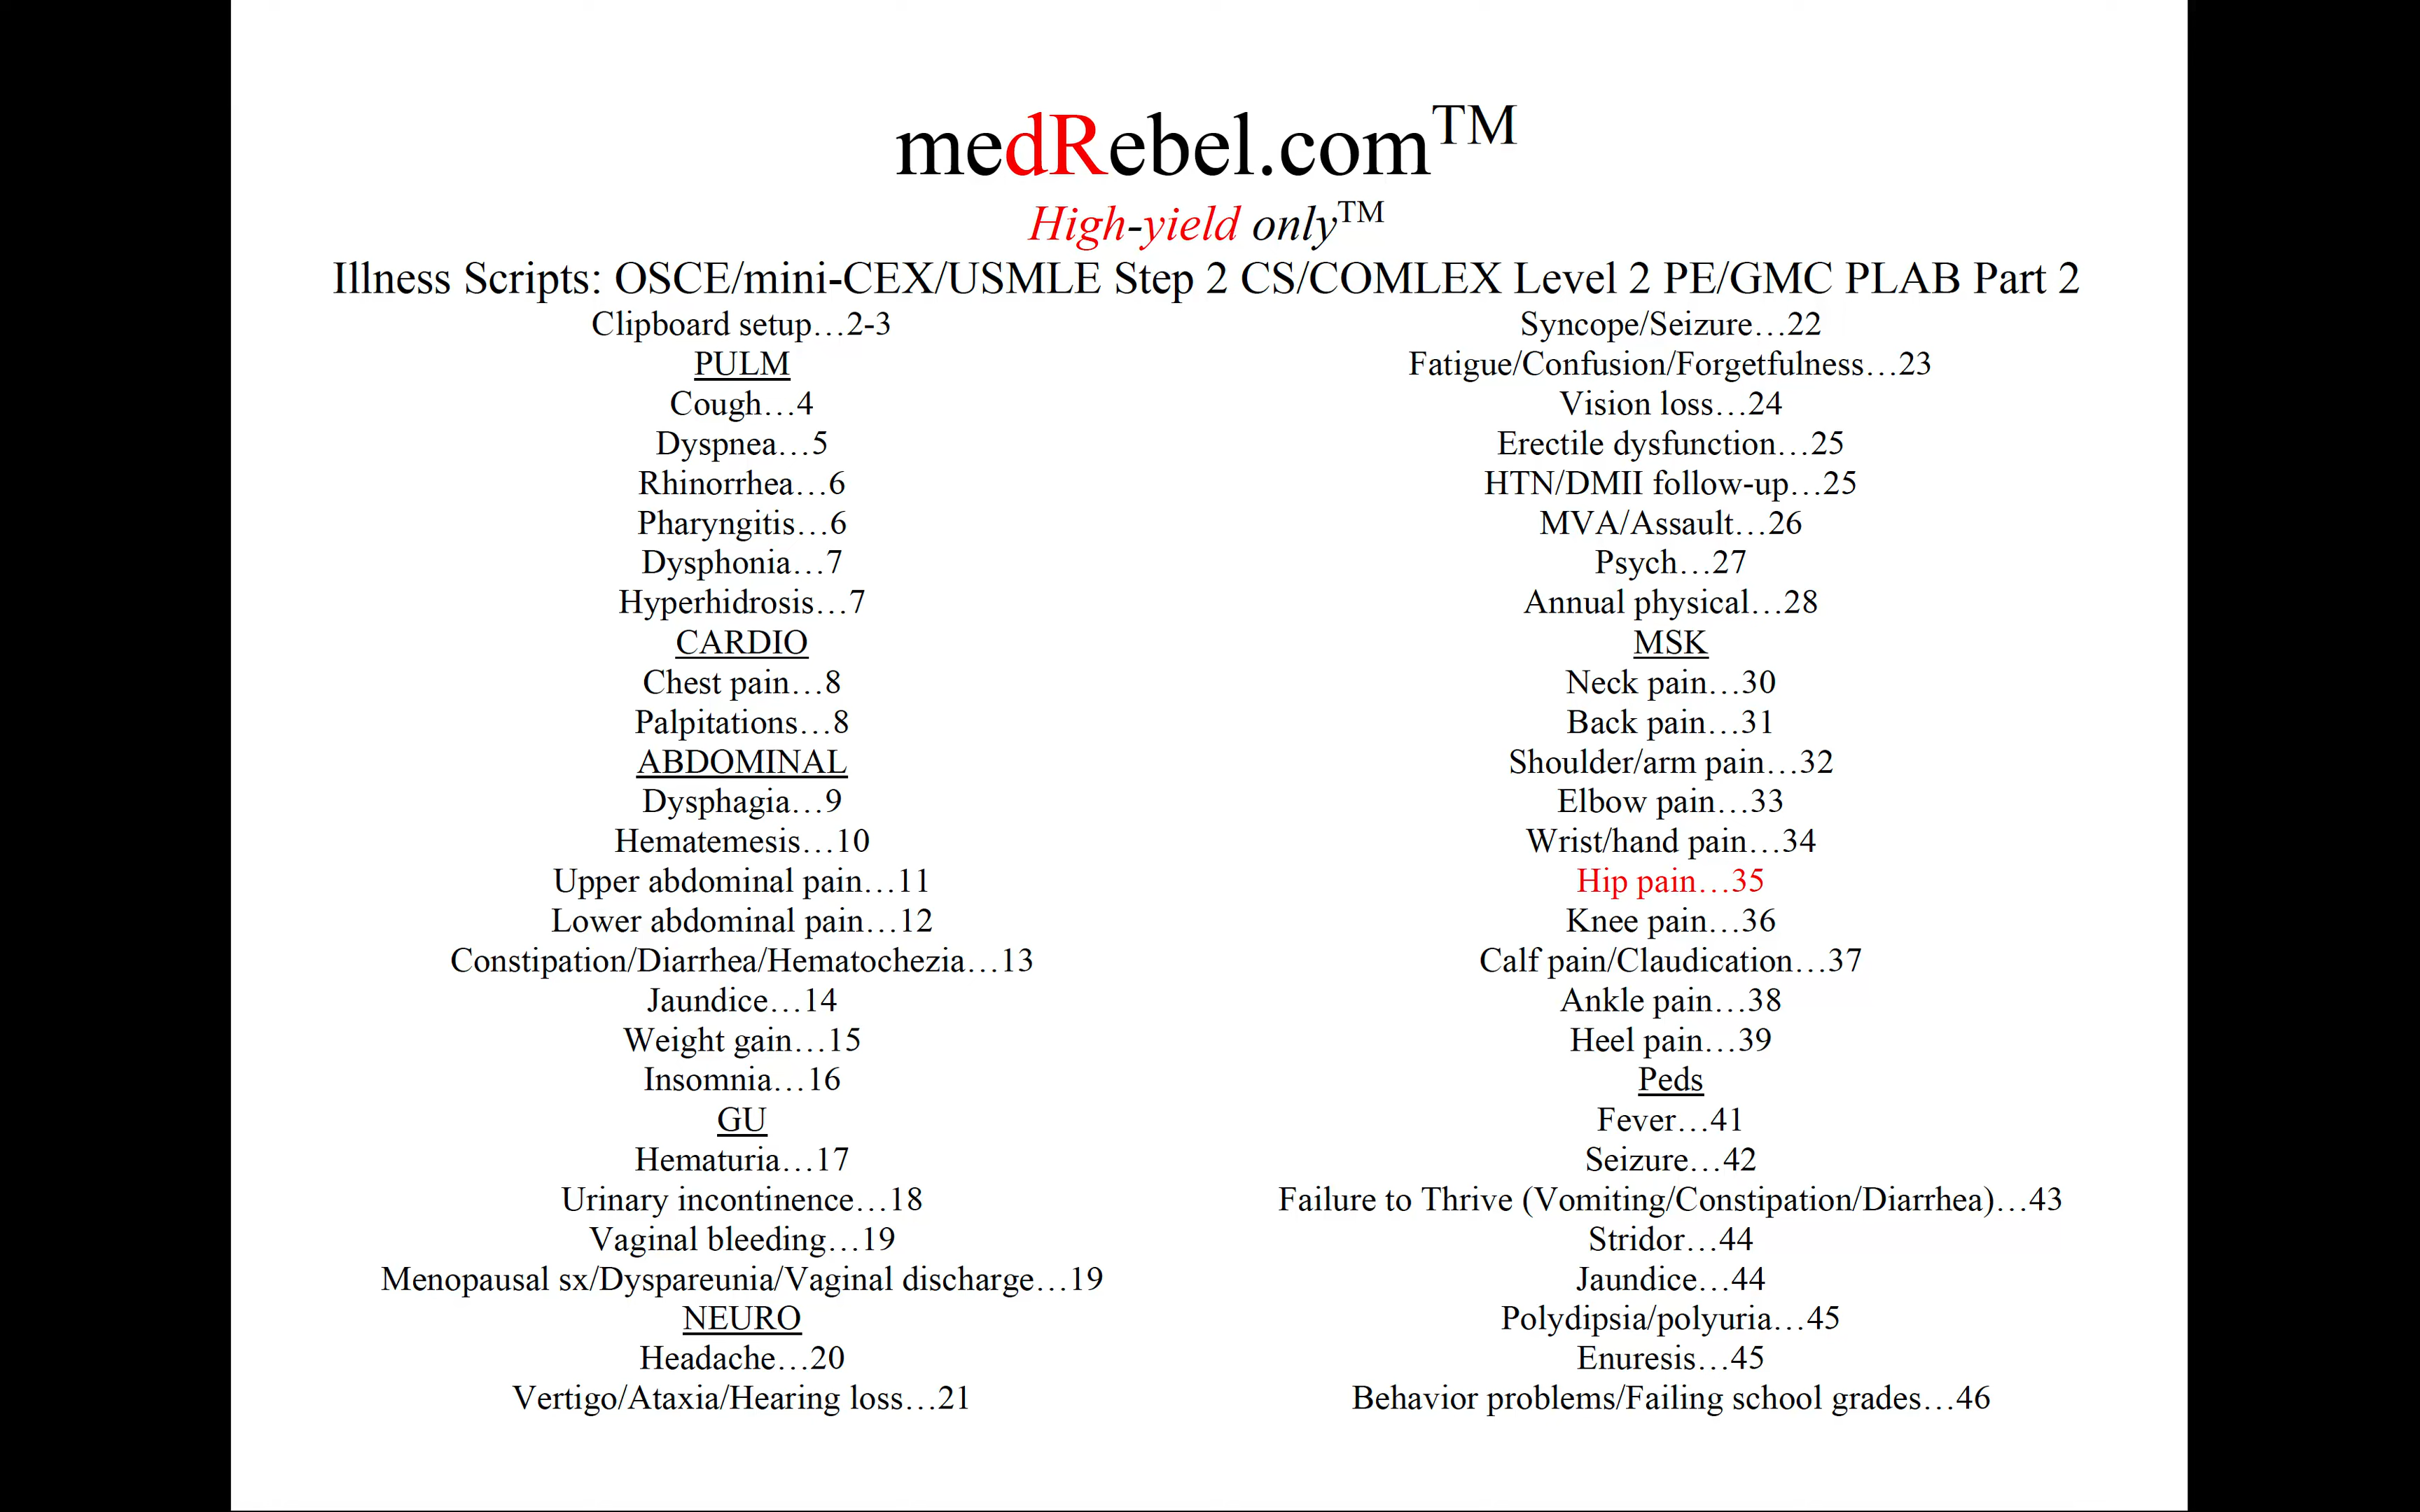 medRebel.com™
High-yield only™
Illness Scripts: OSCE/mini-CEX/USMLE Step 2 CS/COMLEX Level 2 PE/GMC PLAB Part 2
Clipboard setup…2-3
PULM
Cough…4
Dyspnea…5
Rhinorrhea…6
Pharyngitis…6
Dysphonia…7
Hyperhidrosis…7
CARDIO
Chest pain…8
Palpitations…8
ABDOMINAL
Dysphagia…9
Hematemesis…10
Upper abdominal pain…11
Lower abdominal pain…12
Constipation/Diarrhea/Hematochezia…13
Jaundice…14
Weight gain…15
Insomnia…16
GU
Hematuria…17
Urinary incontinence…18
Vaginal bleeding…19
Menopausal sx/Dyspareunia/Vaginal discharge…19
NEURO
Headache…20
Vertigo/Ataxia/Hearing loss…21
Syncope/Seizure…22
Fatigue/Confusion/Forgetfulness…23
Vision loss…24
Erectile dysfunction…25
HTN/DMII follow-up…25
MVA/Assault…26
Psych…27
Annual physical…28
MSK
Neck pain…30
Back pain…31
Shoulder/arm pain…32
Elbow pain…33
Wrist/hand pain…34
Hip pain…35
Knee pain…36
Calf pain/Claudication…37
Ankle pain…38
Heel pain…39
Peds
Fever…41
Seizure…42
Failure to Thrive (Vomiting/Constipation/Diarrhea)…43
Stridor…44
Jaundice…44
Polydipsia/polyuria…45
Enuresis…45
Behavior problems/Failing school grades…46